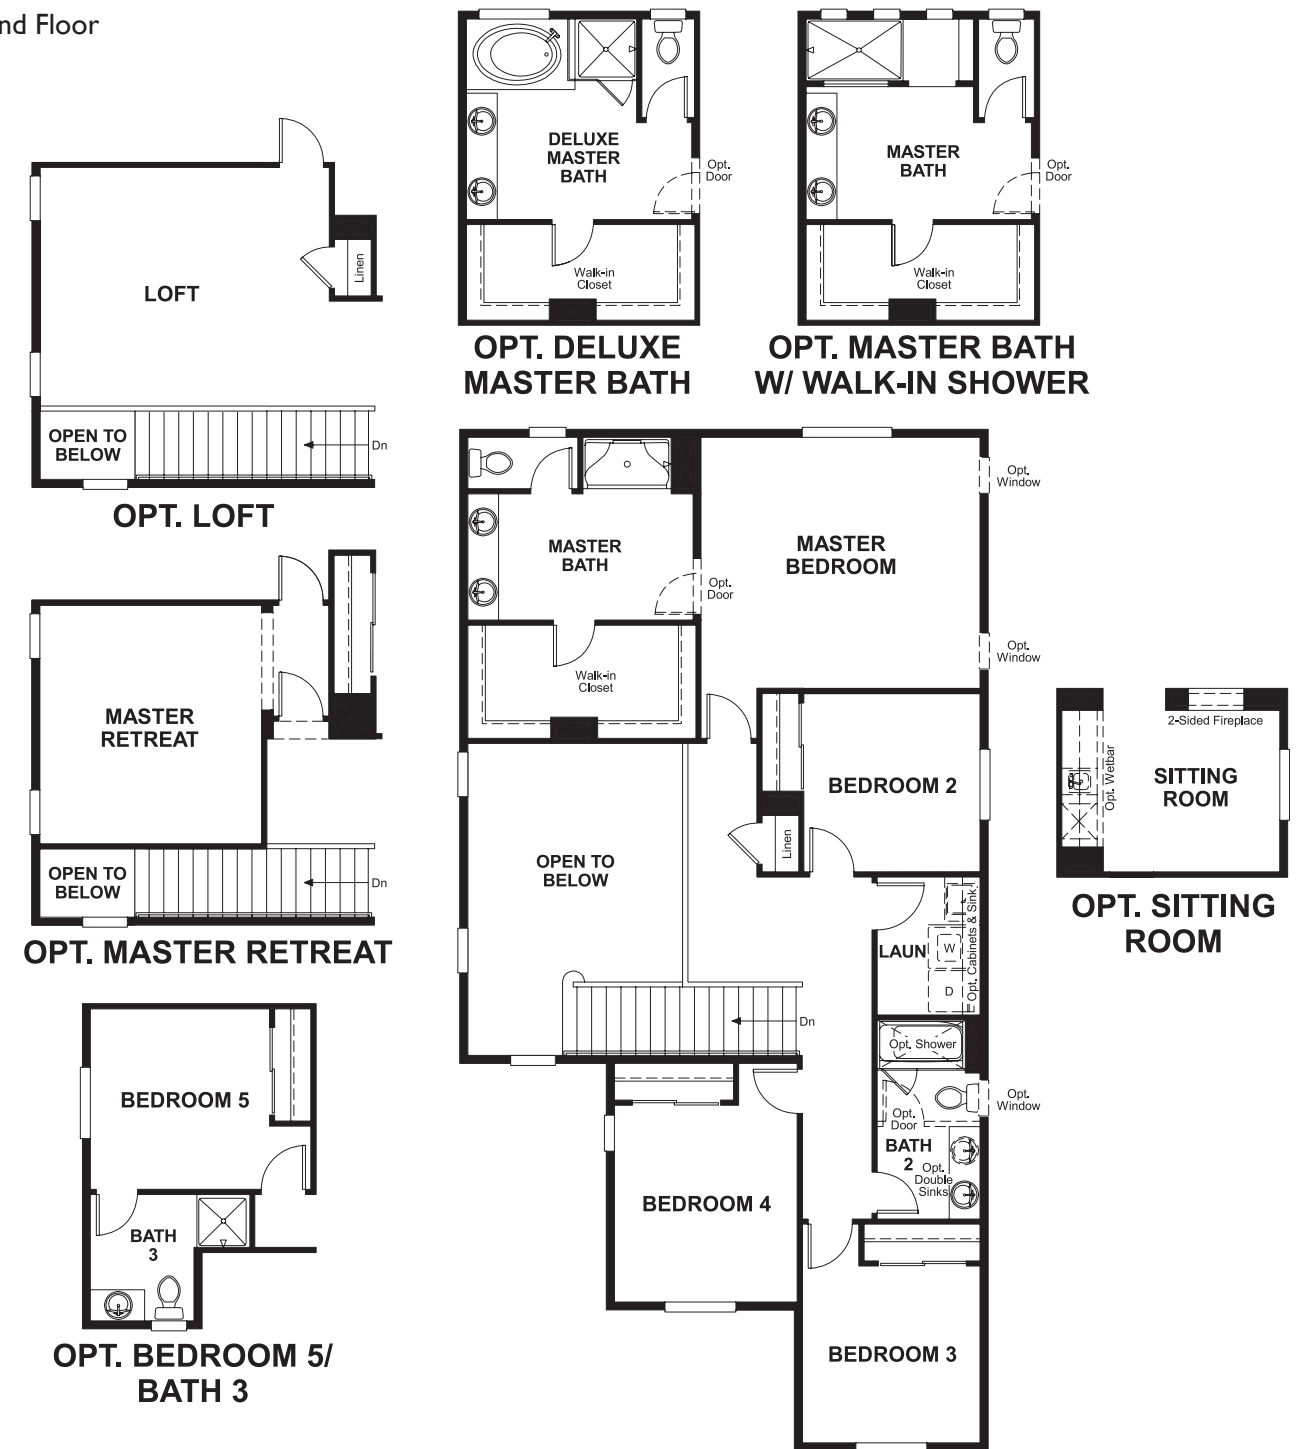 nd Floor
DELUXE
MASTER
BATH
Opt.
Door
Walk-in
Closet
OPT. DELUXE
MASTER BATH
MASTER
BATH
Opt.
Door
Walk-in
Closet
OPT. MASTER BATH
W/ WALK-IN SHOWER
LOFT
Linen
OPEN TO
BELOW
Dn
OPT. LOFT
MASTER
RETREAT
OPEN TO
BELOW
Dn
OPT. MASTER RETREAT
BEDROOM 5
BATH
3
OPT. BEDROOM 5/
BATH 3
MASTER
BATH
Opt.
Door
Walk-in
Closet
MASTER
BEDROOM
Opt.
Window
Opt.
Window
BEDROOM 2
Linen
OPEN TO
BELOW
Dn
LAUN
W
D
Opt. Cabinets & Sink
Opt. Shower
Opt.
Window
Opt.
Door
BATH
2
Opt.
Double
Sinks
BEDROOM 4
BEDROOM 3
2-Sided Fireplace
Opt. Wetbar
SITTING
ROOM
OPT. SITTING
ROOM